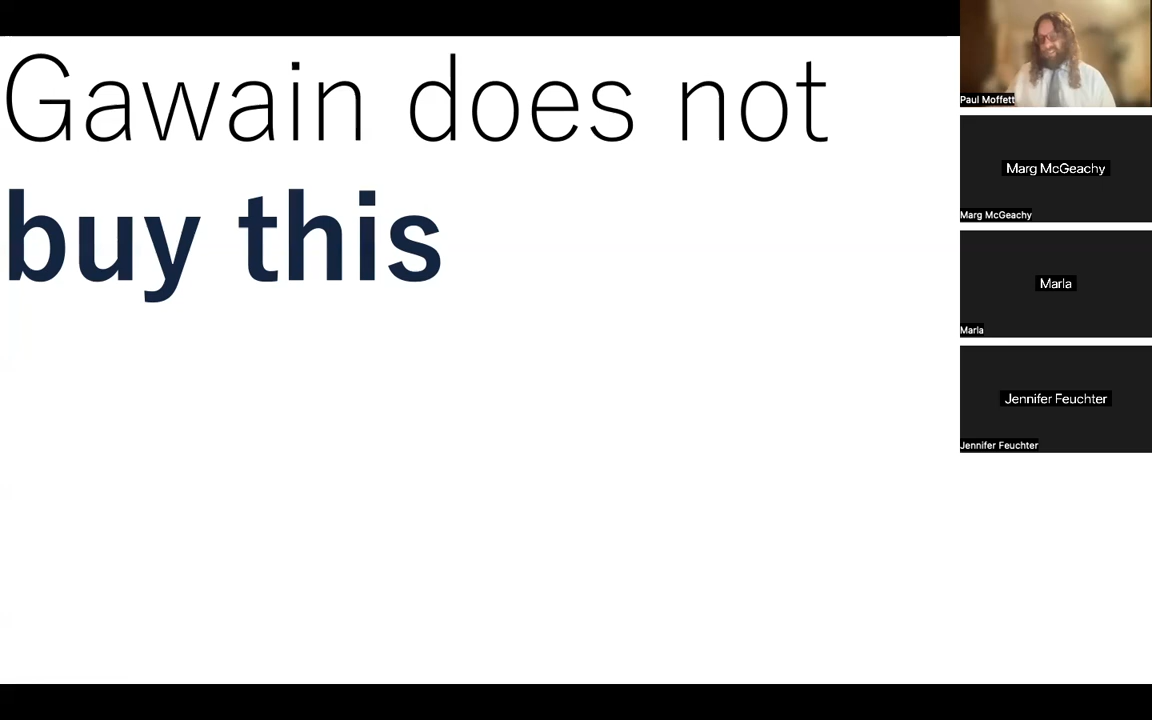 Gawain does not
buy this
Paul Moffett
Marg McGeachy
Marg McGeachy
Marla
Marla
Jennifer Feuchter
Jennifer Feuchter